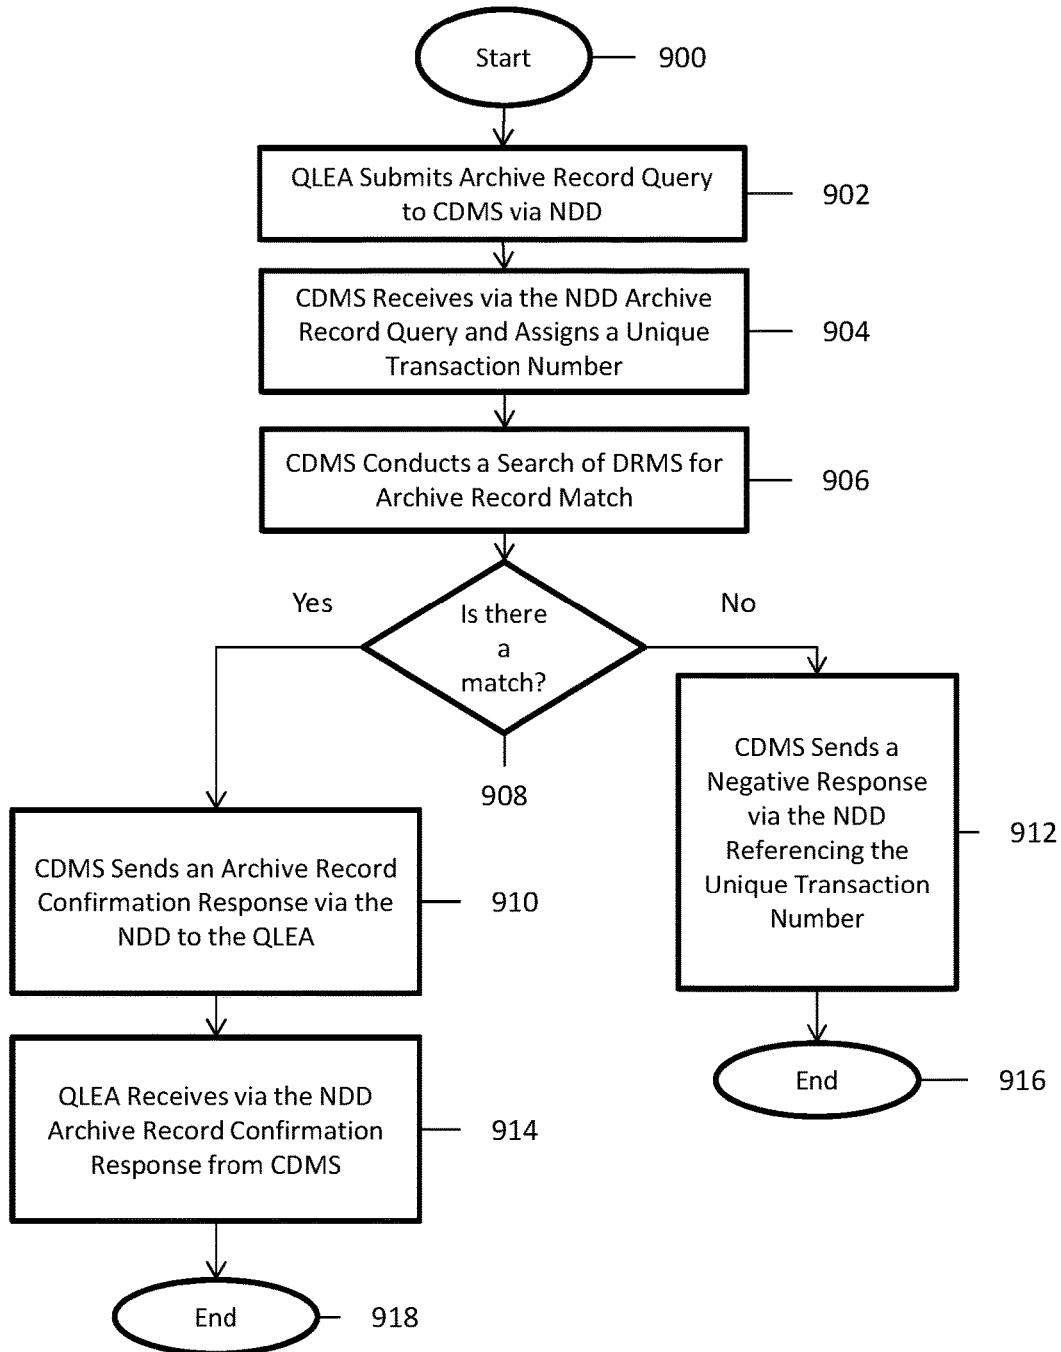 Start
900
QLEA Submits Archive Record Query
to CDMS via NDD
902
CDMS Receives via the NDD Archive
Record Query and Assigns a Unique
Transaction Number
904
CDMS Conducts a Search of DRMS for
Archive Record Match
906
Yes
Is there
a
match?
No
908
CDMS Sends an Archive Record
Confirmation Response via the
NDD to the QLEA
910
CDMS Sends a
Negative Response
via the NDD
Referencing the
Unique Transaction
Number
912
QLEA Receives via the NDD
Archive Record Confirmation
Response from CDMS
914
End
916
End
918